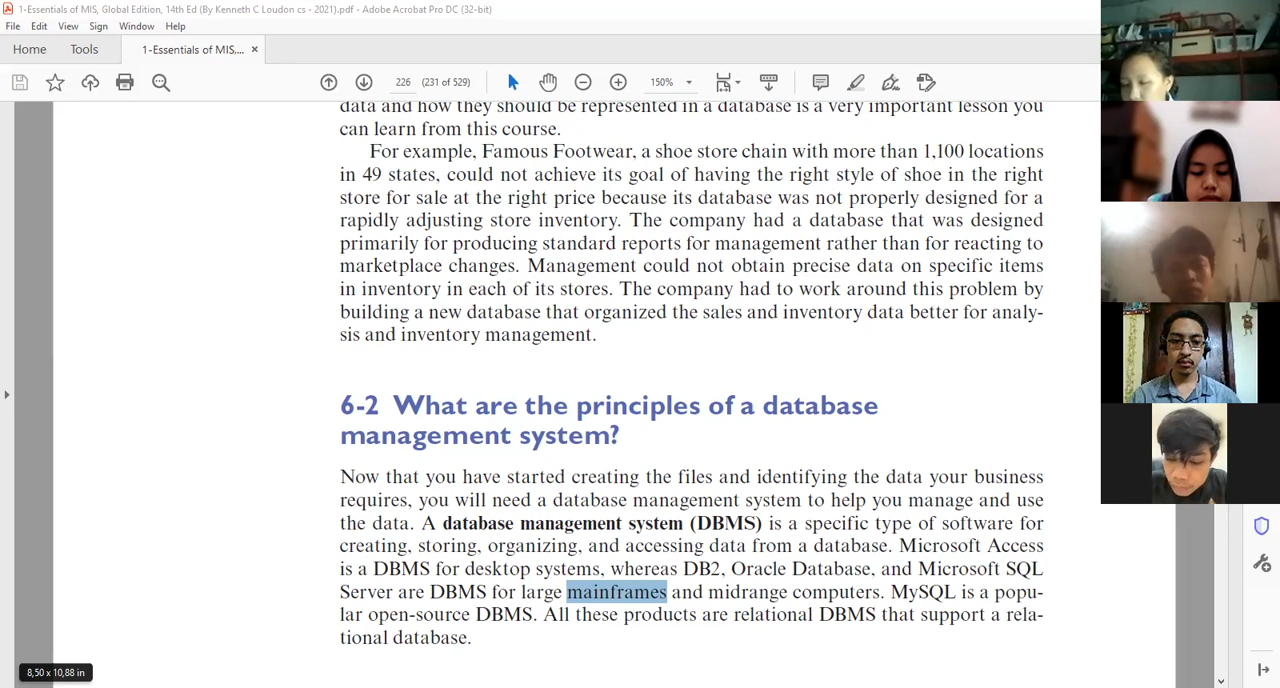 1-Essentials of MIS, Global Edition, 14th Ed (By Kenneth C Loudon cs - 2021).pdf - Adobe Acrobat Pro DC (32-bit)
File Edit View Sign Window Help
Home Tools 1-Essentials of MIS,... ×
226 (231 of 529) 150%
data and how they should be represented in a database is a very important lesson you
can learn from this course.
For example, Famous Footwear, a shoe store chain with more than 1,100 locations
in 49 states, could not achieve its goal of having the right style of shoe in the right
store for sale at the right price because its database was not properly designed for a
rapidly adjusting store inventory. The company had a database that was designed
primarily for producing standard reports for management rather than for reacting to
marketplace changes. Management could not obtain precise data on specific items
in inventory in each of its stores. The company had to work around this problem by
building a new database that organized the sales and inventory data better for analy-
sis and inventory management.
6-2 What are the principles of a database
management system?
Now that you have started creating the files and identifying the data your business
requires, you will need a database management system to help you manage and use
the data. A database management system (DBMS) is a specific type of software for
creating, storing, organizing, and accessing data from a database. Microsoft Access
is a DBMS for desktop systems, whereas DB2, Oracle Database, and Microsoft SQL
Server are DBMS for large mainframes and midrange computers. MySQL is a popu-
lar open-source DBMS. All these products are relational DBMS that support a rela-
tional database.
8,50 x 10,88 in